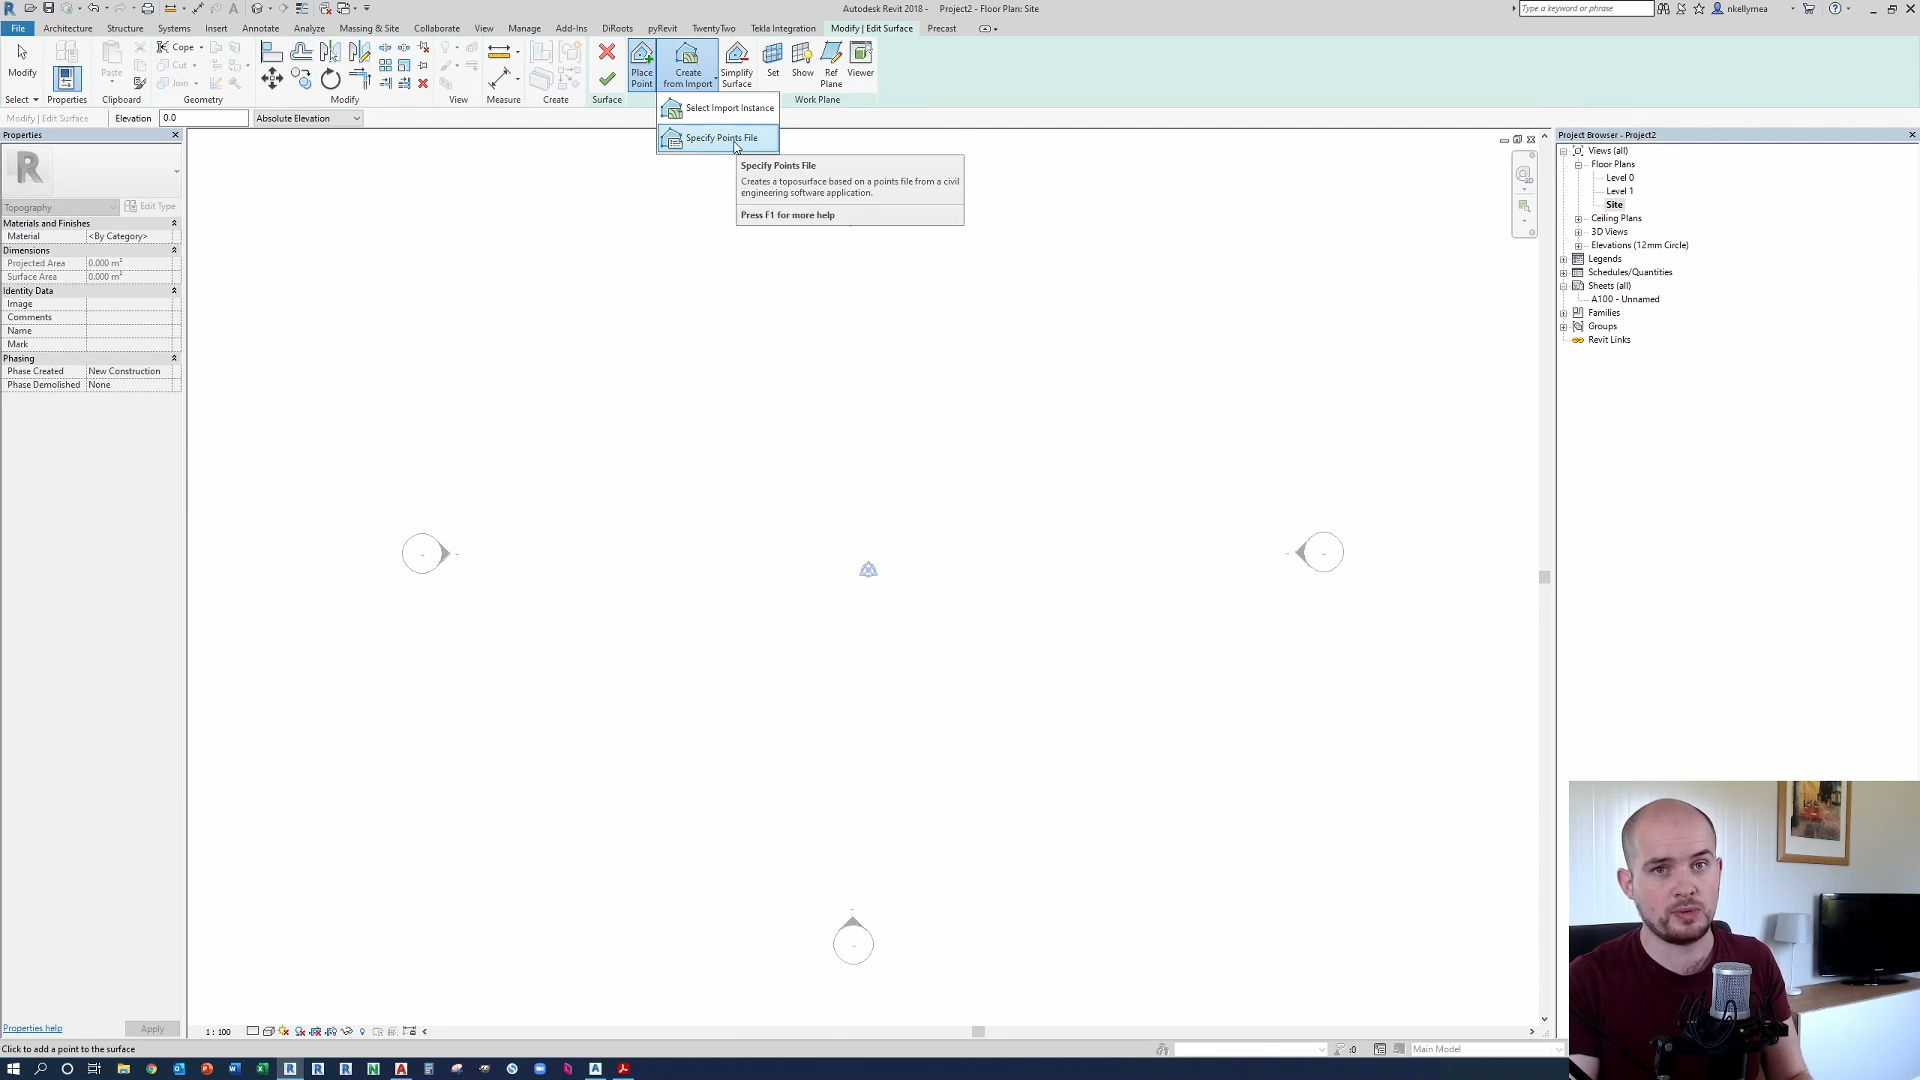 Autodesk Revit 2018 -    Project2 - Floor Plan: Site
Type a keyword or phrase
nkellymea
File
Architecture
Structure
Systems
Insert
Annotate
Analyze
Massing & Site
Collaborate
View
Manage
Add-Ins
DiRoots
pyRevit
TwentyTwo
Tekla Integration
Modify | Edit Surface
Precast
Modify
Paste
Cope
Cut
Join
Place
Point
Create
from Import
Simplify
Surface
Set
Show
Ref
Plane
Viewer
Select
Properties
Clipboard
Geometry
Modify
View
Measure
Create
Surface
Work Plane
Select Import Instance
Specify Points File
Modify | Edit Surface
Elevation
0.0
Absolute Elevation
Specify Points File
Creates a toposurface based on a points file from a civil
engineering software application.
Press F1 for more help
Properties
Topography
Edit Type
Materials and Finishes
Material <By Category>
Dimensions
Projected Area 0.000 m²
Surface Area 0.000 m²
Identity Data
Image
Comments
Name
Mark
Phasing
Phase Created New Construction
Phase Demolished None
Properties help
Apply
Project Browser - Project2
Views (all)
Floor Plans
Level 0
Level 1
Site
Ceiling Plans
3D Views
Elevations (12mm Circle)
Legends
Schedules/Quantities
Sheets (all)
A100 - Unnamed
Families
Groups
Revit Links
1 : 100
Click to add a point to the surface
:0
Main Model